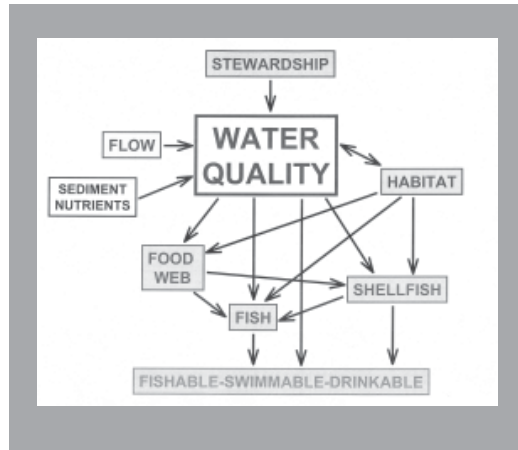 STEWARDSHIP
FLOW
WATER
QUALITY
SEDIMENT
NUTRIENTS
HABITAT
FOOD
WEB
SHELLFISH
FISH
FISHABLE-SWIMMABLE-DRINKABLE